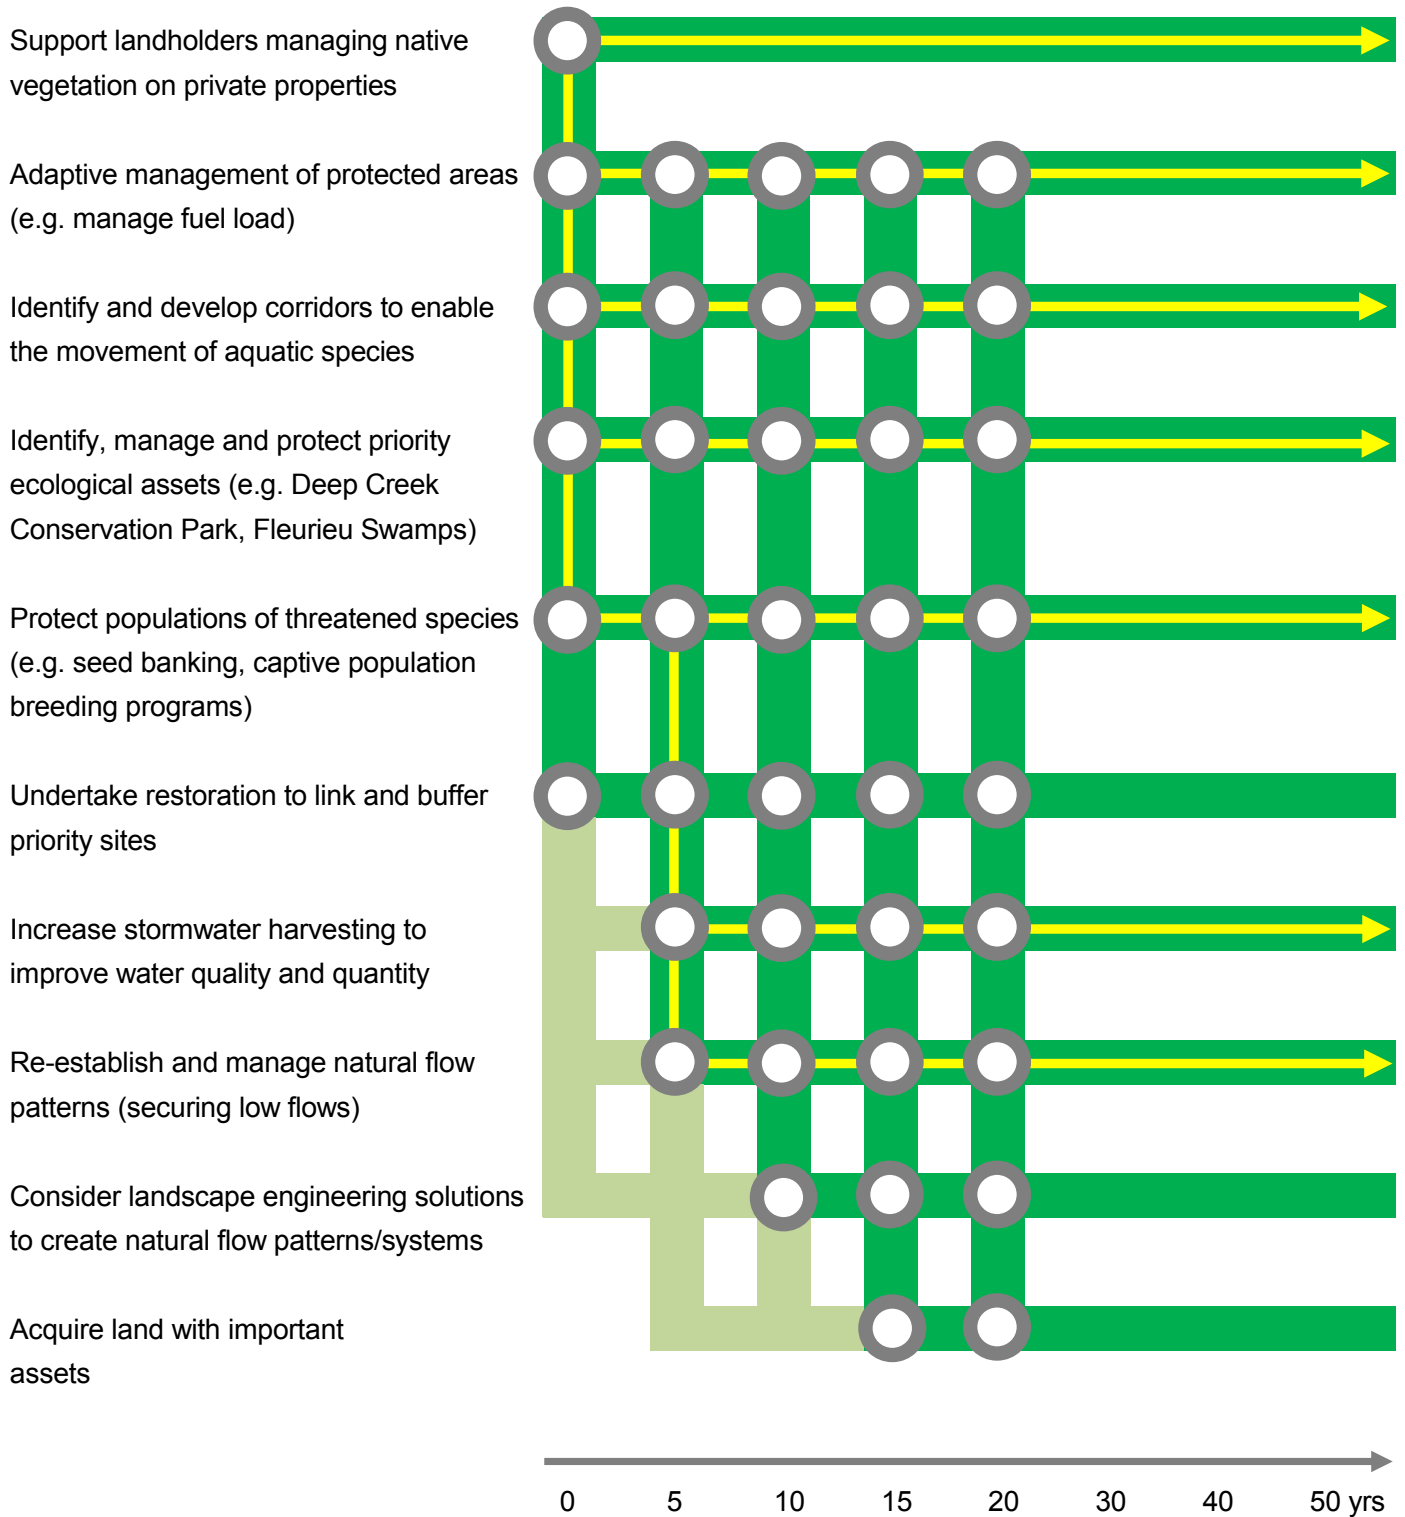 Support landholders managing native
vegetation on private properties
Adaptive management of protected areas
(e.g. manage fuel load)
Identify and develop corridors to enable
the movement of aquatic species
Identify, manage and protect priority
ecological assets (e.g. Deep Creek
Conservation Park, Fleurieu Swamps)
Protect populations of threatened species
(e.g. seed banking, captive population
breeding programs)
Undertake restoration to link and buffer
priority sites
Increase stormwater harvesting to
improve water quality and quantity
Re-establish and manage natural flow
patterns (securing low flows)
Consider landscape engineering solutions
to create natural flow patterns/systems
Acquire land with important
assets
0 5 10 15 20 30 40 50 yrs